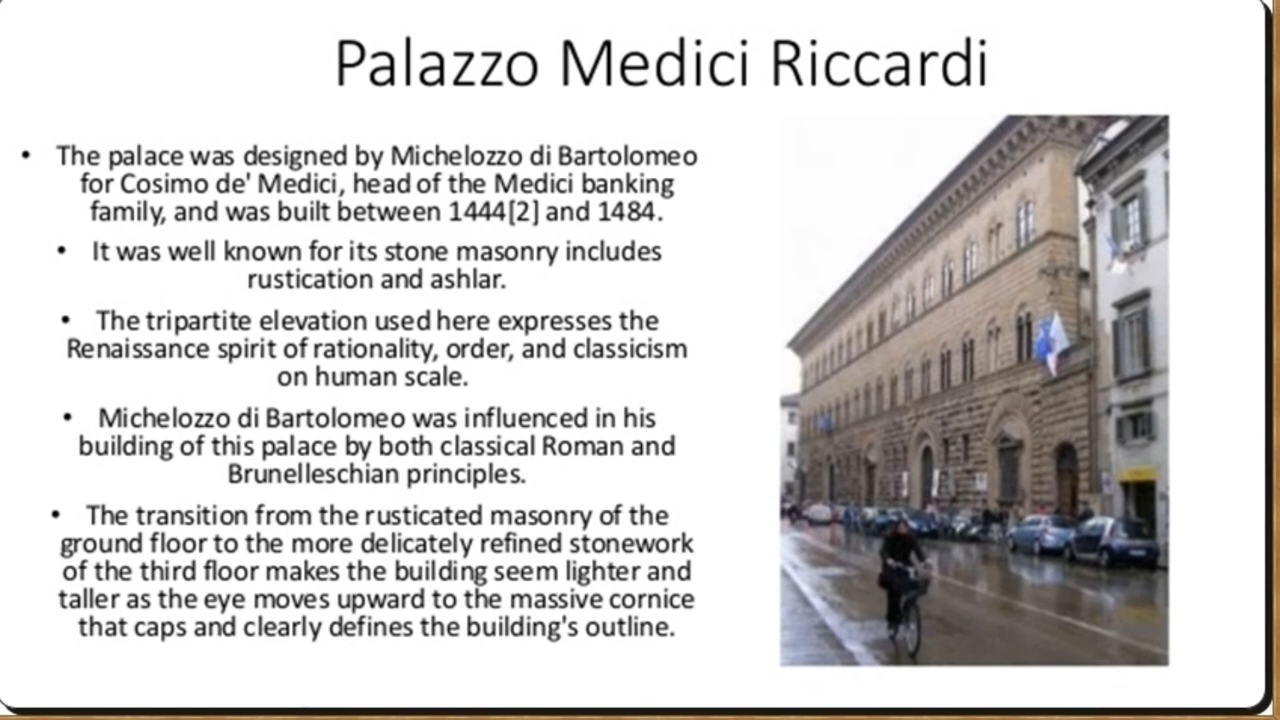 Palazzo Medici Riccardi
• The palace was designed by Michelozzo di Bartolomeo
for Cosimo de' Medici, head of the Medici banking
family, and was built between 1444[2] and 1484.
• It was well known for its stone masonry includes
rustication and ashlar.
• The tripartite elevation used here expresses the
Renaissance spirit of rationality, order, and classicism
on human scale.
• Michelozzo di Bartolomeo was influenced in his
building of this palace by both classical Roman and
Brunelleschian principles.
• The transition from the rusticated masonry of the
ground floor to the more delicately refined stonework
of the third floor makes the building seem lighter and
taller as the eye moves upward to the massive cornice
that caps and clearly defines the building's outline.